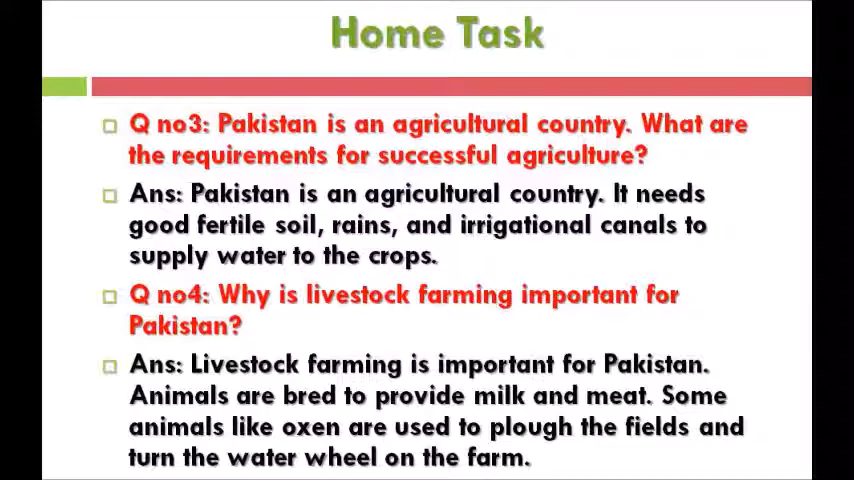 Home Task
Q no3: Pakistan is an agricultural country. What are
the requirements for successful agriculture?
Ans: Pakistan is an agricultural country. It needs
good fertile soil, rains, and irrigational canals to
supply water to the crops.
Q no4: Why is livestock farming important for
Pakistan?
Ans: Livestock farming is important for Pakistan.
Animals are bred to provide milk and meat. Some
animals like oxen are used to plough the fields and
turn the water wheel on the farm.